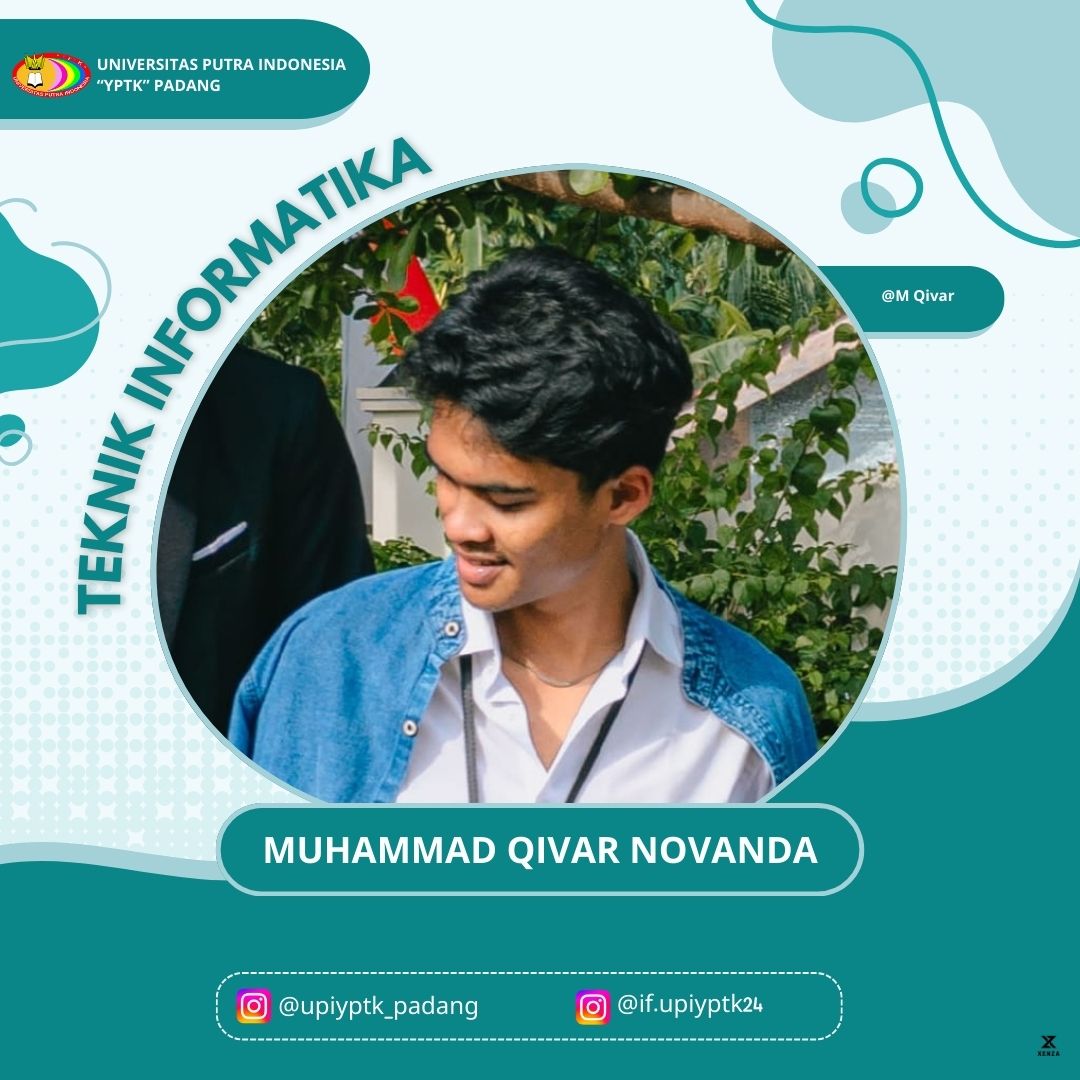 UNIVERSITAS PUTRA INDONESIA
“YPTK” PADANG
TEKNIK INFORMATIKA
@M Qivar
MUHAMMAD QIVAR NOVANDA
@upiyptk_padang
@if.upiyptk24
XENZA